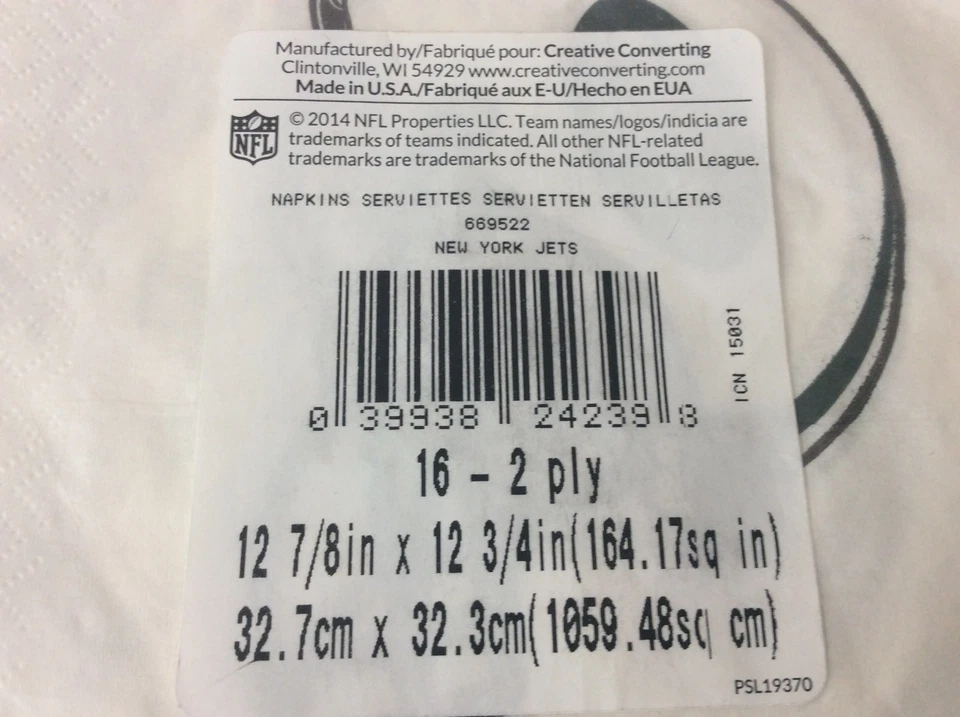 Manufactured by/Fabriqué pour: Creative Converting
Clintonville, WI 54929 www.creativeconverting.com
Made in U.S.A./Fabriqué aux E-U/Hecho en EUA
NFL
© 2014 NFL Properties LLC. Team names/logos/indicia are
trademarks of teams indicated. All other NFL-related
trademarks are trademarks of the National Football League.
NAPKINS SERVIETTES SERVIETTEN SERVILLETAS
669522
NEW YORK JETS
ICN 15031
0 39938 24239 8
16 - 2 ply
12 7/8in x 12 3/4in(164.17sq in)
32.7cm x 32.3cm(1059.48sq cm)
PSL19370